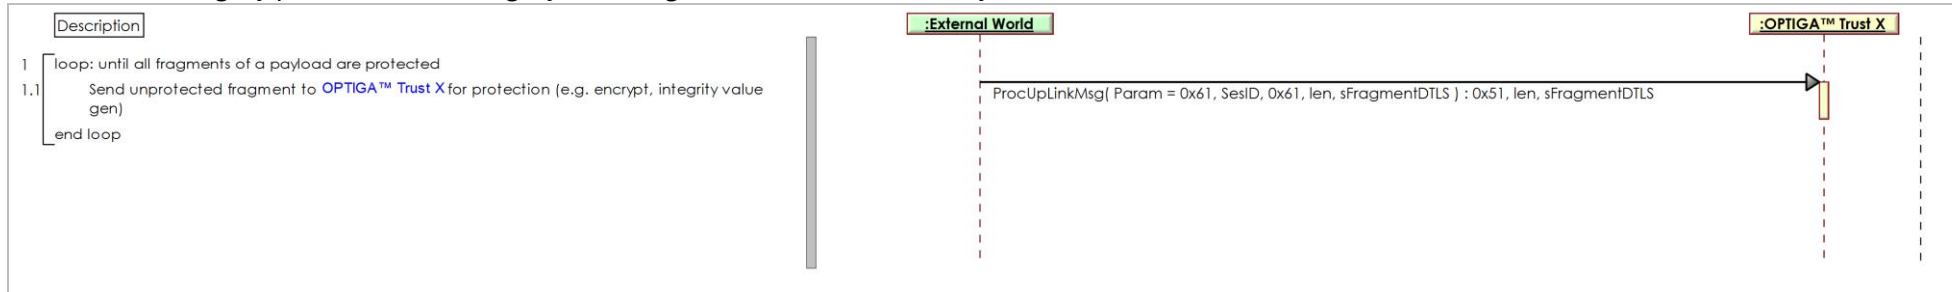 Description
:External World
:OPTIGA™ Trust X
1 loop: until all fragments of a payload are protected
1.1 Send unprotected fragment to OPTIGA™ Trust X for protection (e.g. encrypt, integrity value
gen)
end loop
ProcUpLinkMsg( Param = 0x61, SesID, 0x61, len, sFragmentDTLS ) : 0x51, len, sFragmentDTLS